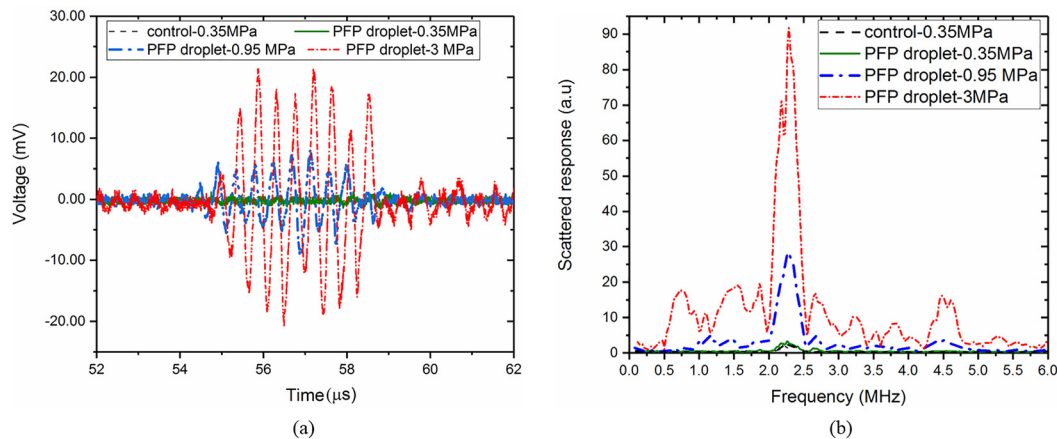 control-0.35MPa PFP droplet-0.35MPa
PFP droplet-0.95 MPa PFP droplet-3 MPa
30.00
20.00
10.00
0.00
-10.00
-20.00
Voltage (mV)
52 54 56 58 60 62
Time (μs)
(a)
control-0.35MPa
PFP droplet-0.35MPa
PFP droplet-0.95 MPa
PFP droplet-3MPa
90
80
70
60
50
40
30
20
10
0
Scattered response (a.u)
0.0 0.5 1.0 1.5 2.0 2.5 3.0 3.5 4.0 4.5 5.0 5.5 6.0
Frequency (MHz)
(b)